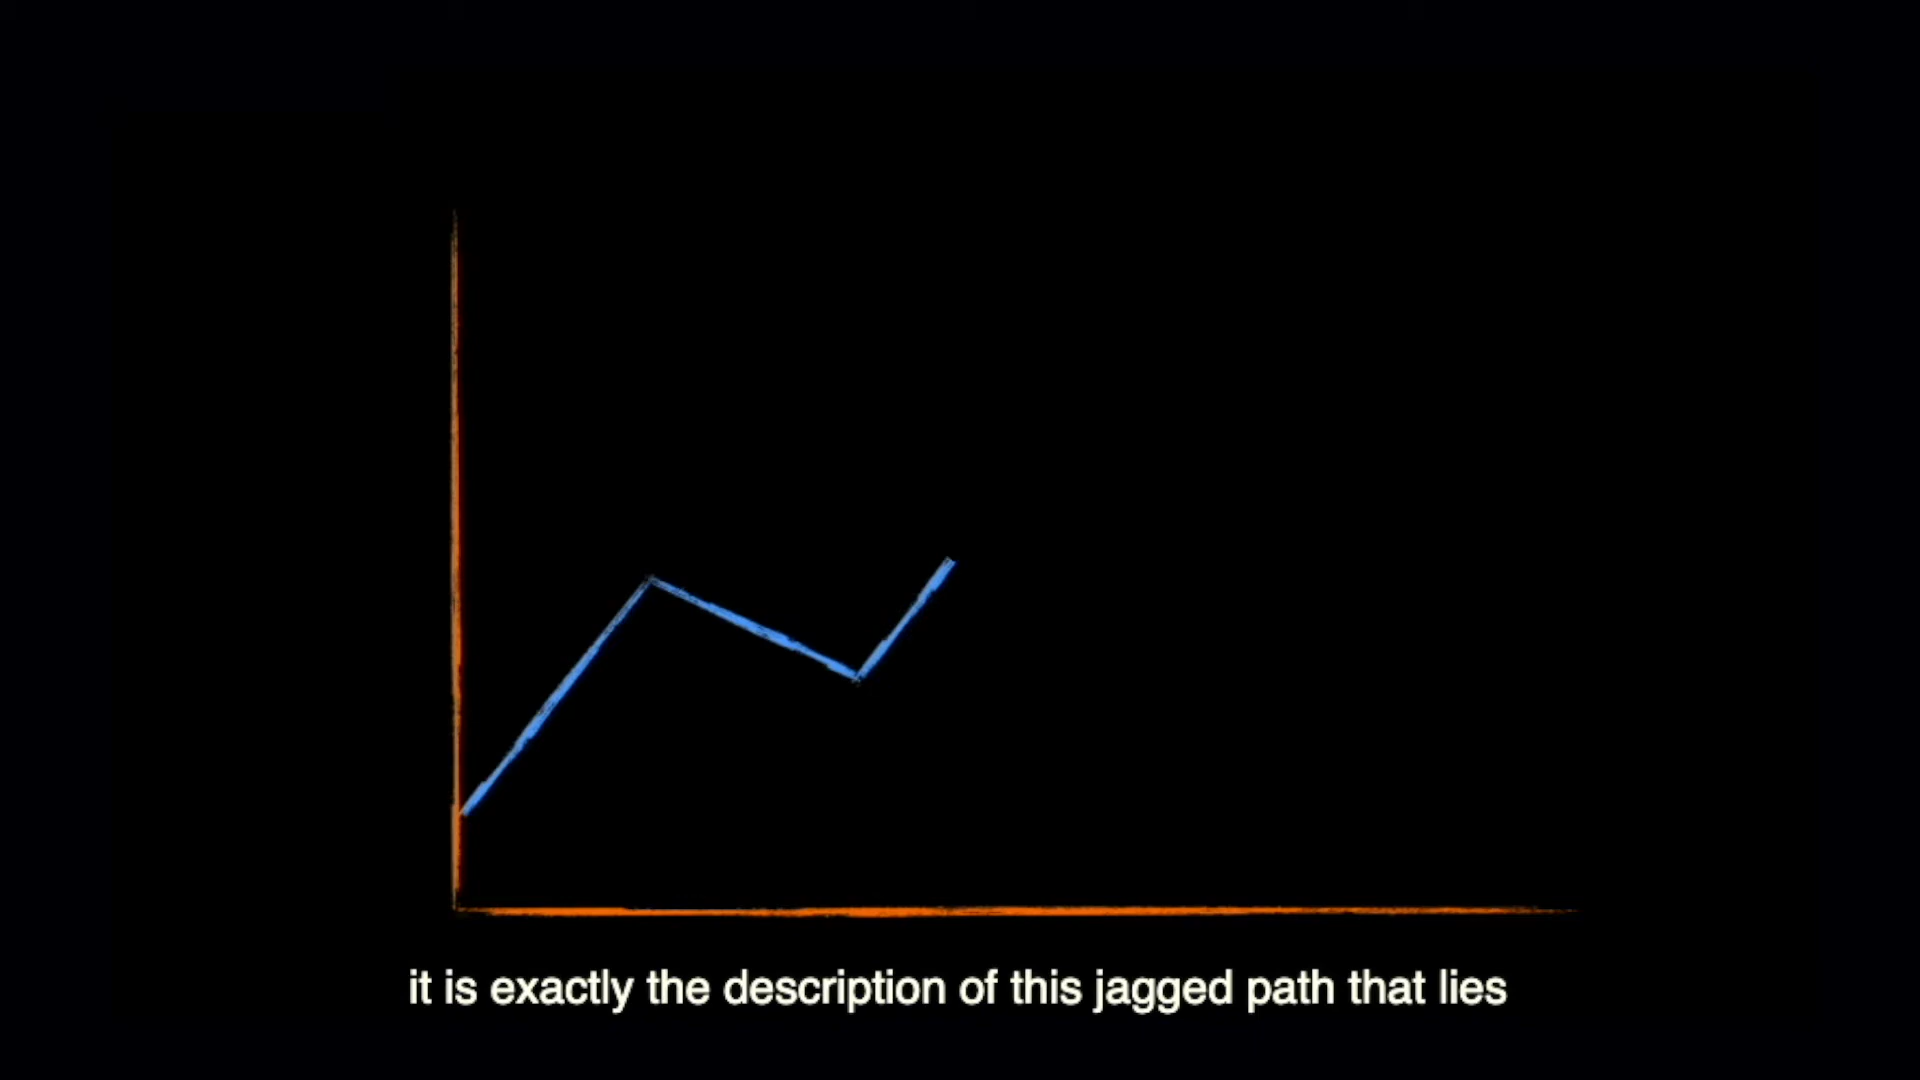 it is exactly the description of this jagged path that lies